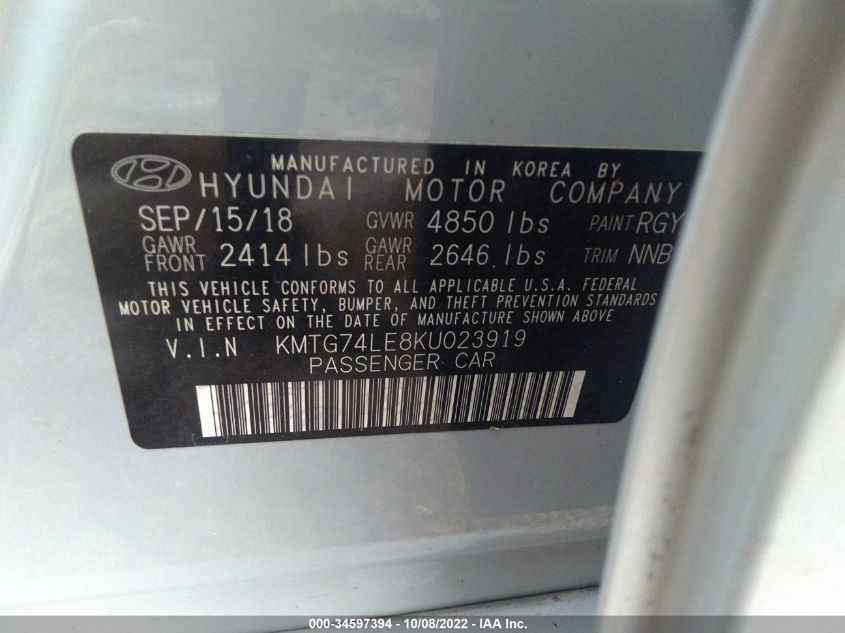 MANUFACTURED IN KOREA BY
HYUNDAI MOTOR COMPANY
SEP/15/18 GVWR 4850 lbs PAINT RGY
GAWR FRONT 2414 lbs GAWR REAR 2646 lbs TRIM NNB
THIS VEHICLE CONFORMS TO ALL APPLICABLE U.S.A. FEDERAL
MOTOR VEHICLE SAFETY, BUMPER, AND THEFT PREVENTION STANDARDS
IN EFFECT ON THE DATE OF MANUFACTURE SHOWN ABOVE
V.I.N KMTG74LE8KU023919
PASSENGER CAR
000-34597394 - 10/08/2022 - IAA Inc.